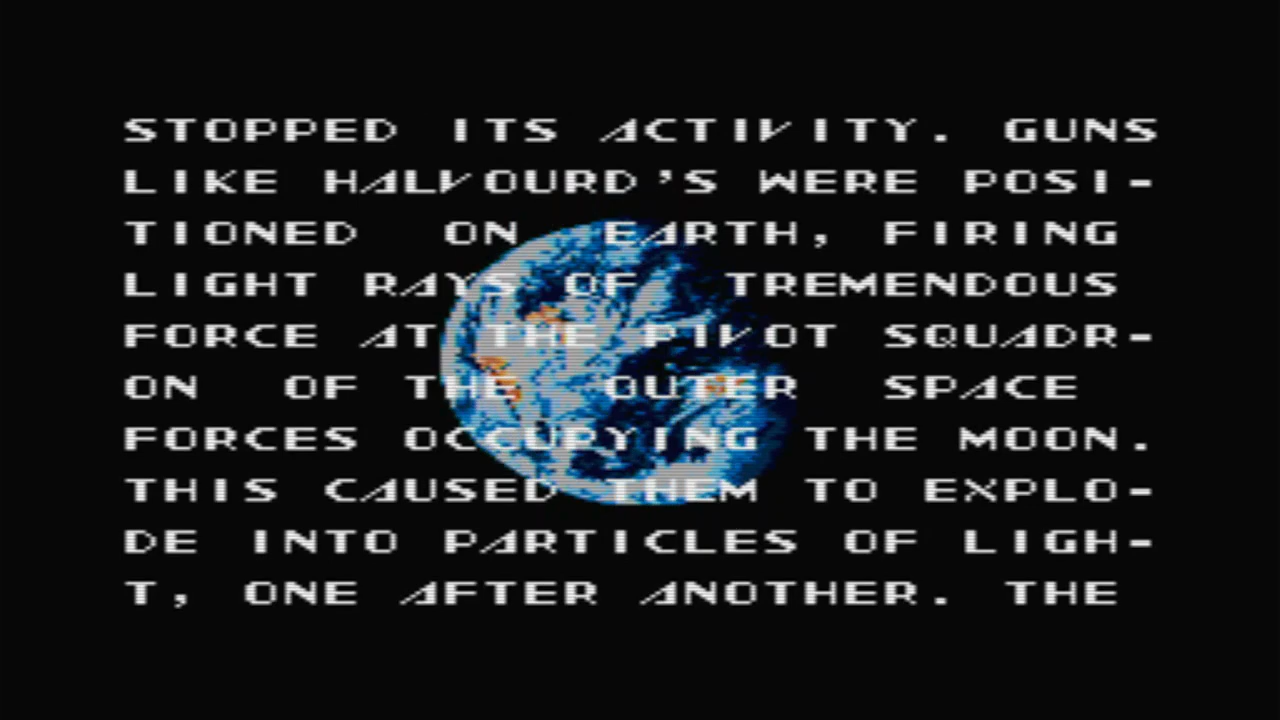 STOPPED ITS ACTIVITY. GUNS
LIKE HALVOURD'S WERE POSI-
TIONED ON EARTH, FIRING
LIGHT RAYS OF TREMENDOUS
FORCE AT THE PIVOT SQUADR-
ON OF THE OUTER SPACE
FORCES OCCUPYING THE MOON.
THIS CAUSED THEM TO EXPLO-
DE INTO PARTICLES OF LIGH-
T, ONE AFTER ANOTHER. THE